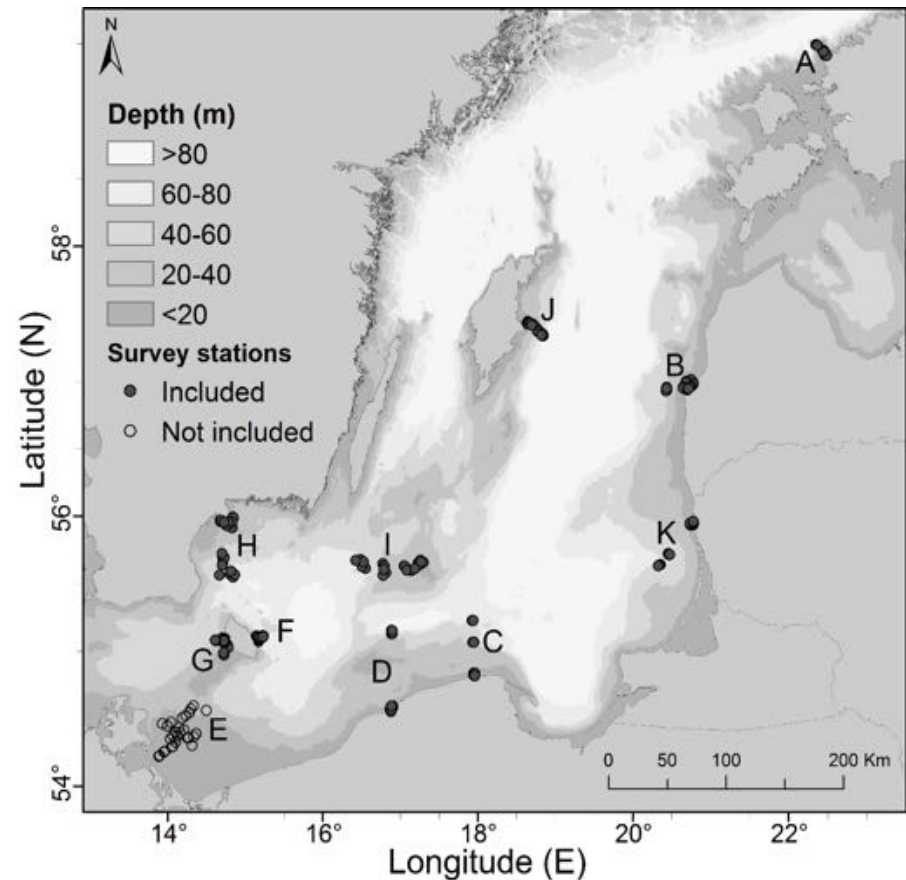 N
Depth (m)
>80
60-80
40-60
20-40
<20
Survey stations
Included
Not included
A
B
C
D
E
F
G
H
I
J
K
58°
56°
54°
Latitude (N)
14°
16°
18°
20°
22°
Longitude (E)
0 50 100 200 Km